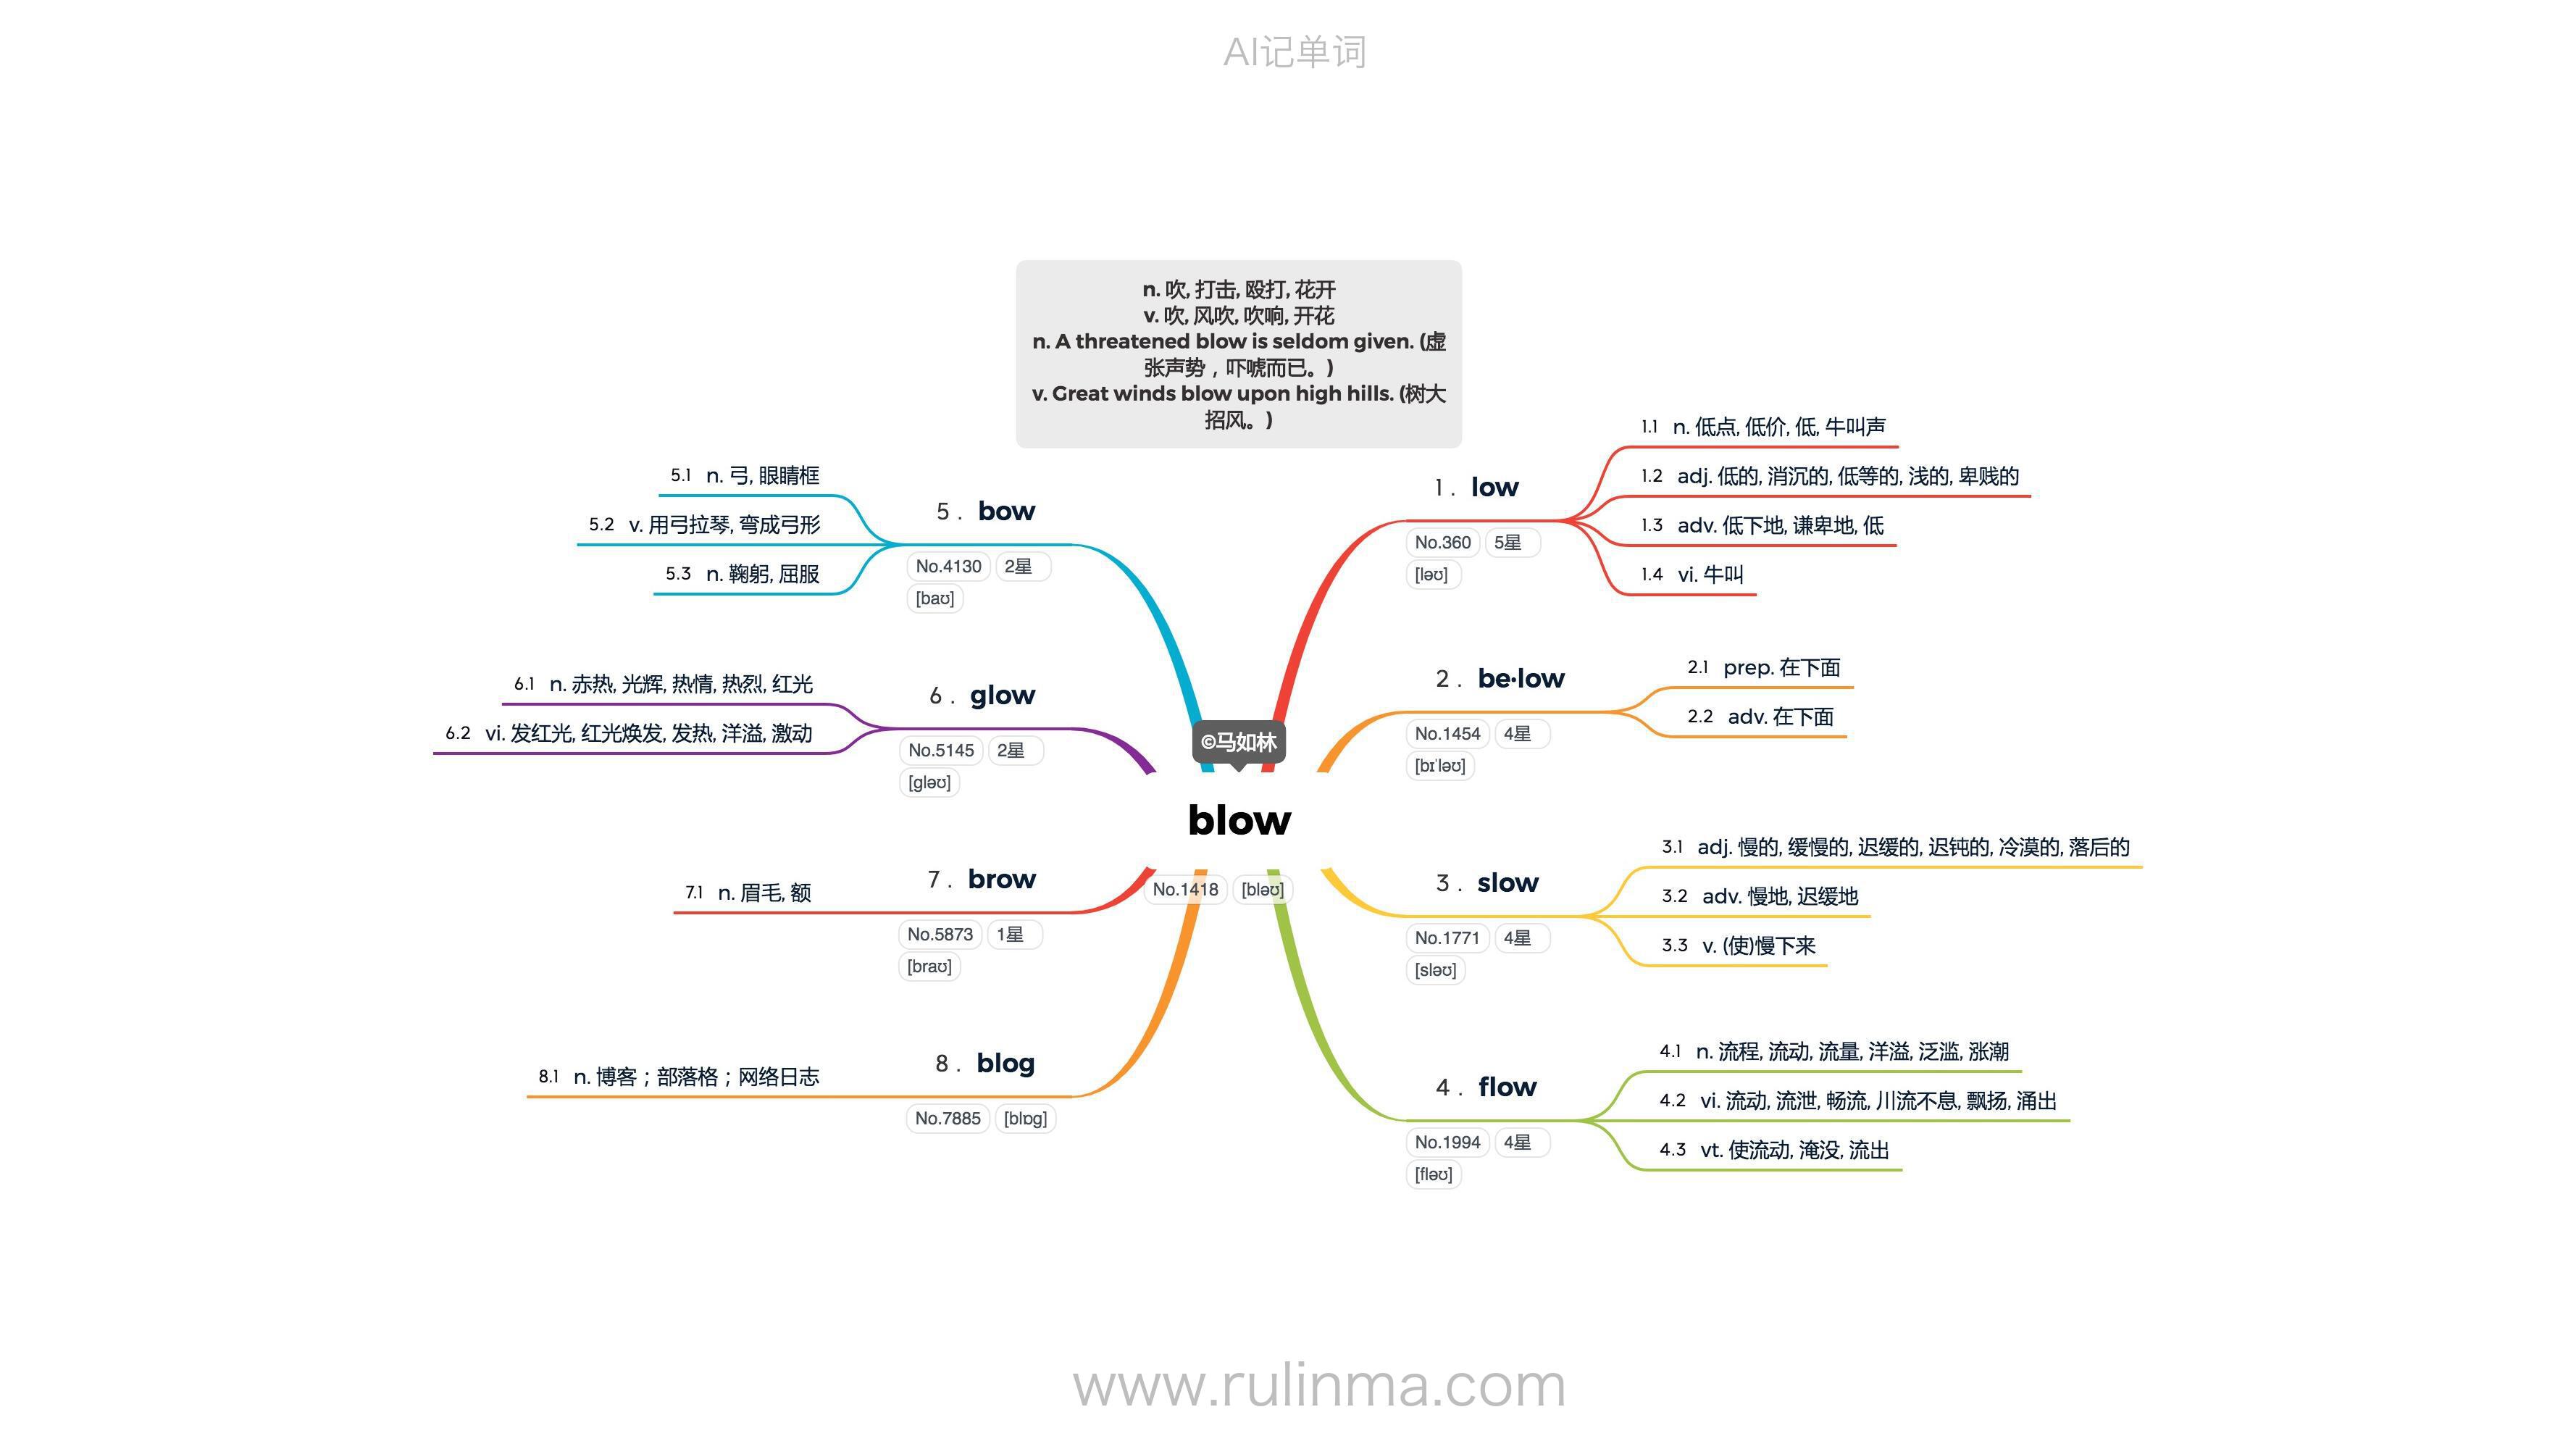 AI记单词
n. 吹, 打击, 殴打, 花开
v. 吹, 风吹, 吹响, 开花
n. A threatened blow is seldom given. (虚
张声势，吓唬而已。)
v. Great winds blow upon high hills. (树大
招风。)
©马如林
blow
No.1418 [bləʊ]
1 . low
No.360 5星
[ləʊ]
1.1 n. 低点, 低价, 低, 牛叫声
1.2 adj. 低的, 消沉的, 低等的, 浅的, 卑贱的
1.3 adv. 低下地, 谦卑地, 低
1.4 vi. 牛叫
2 . be·low
No.1454 4星
[bɪˈləʊ]
2.1 prep. 在下面
2.2 adv. 在下面
3 . slow
No.1771 4星
[sləʊ]
3.1 adj. 慢的, 缓慢的, 迟缓的, 迟钝的, 冷漠的, 落后的
3.2 adv. 慢地, 迟缓地
3.3 v. (使)慢下来
4 . flow
No.1994 4星
[fləʊ]
4.1 n. 流程, 流动, 流量, 洋溢, 泛滥, 涨潮
4.2 vi. 流动, 流泄, 畅流, 川流不息, 飘扬, 涌出
4.3 vt. 使流动, 淹没, 流出
5 . bow
No.4130 2星
[baʊ]
5.1 n. 弓, 眼睛框
5.2 v. 用弓拉琴, 弯成弓形
5.3 n. 鞠躬, 屈服
6 . glow
No.5145 2星
[gləʊ]
6.1 n. 赤热, 光辉, 热情, 热烈, 红光
6.2 vi. 发红光, 红光焕发, 发热, 洋溢, 激动
7 . brow
No.5873 1星
[braʊ]
7.1 n. 眉毛, 额
8 . blog
No.7885 [blɒg]
8.1 n. 博客；部落格；网络日志
www.rulinma.com